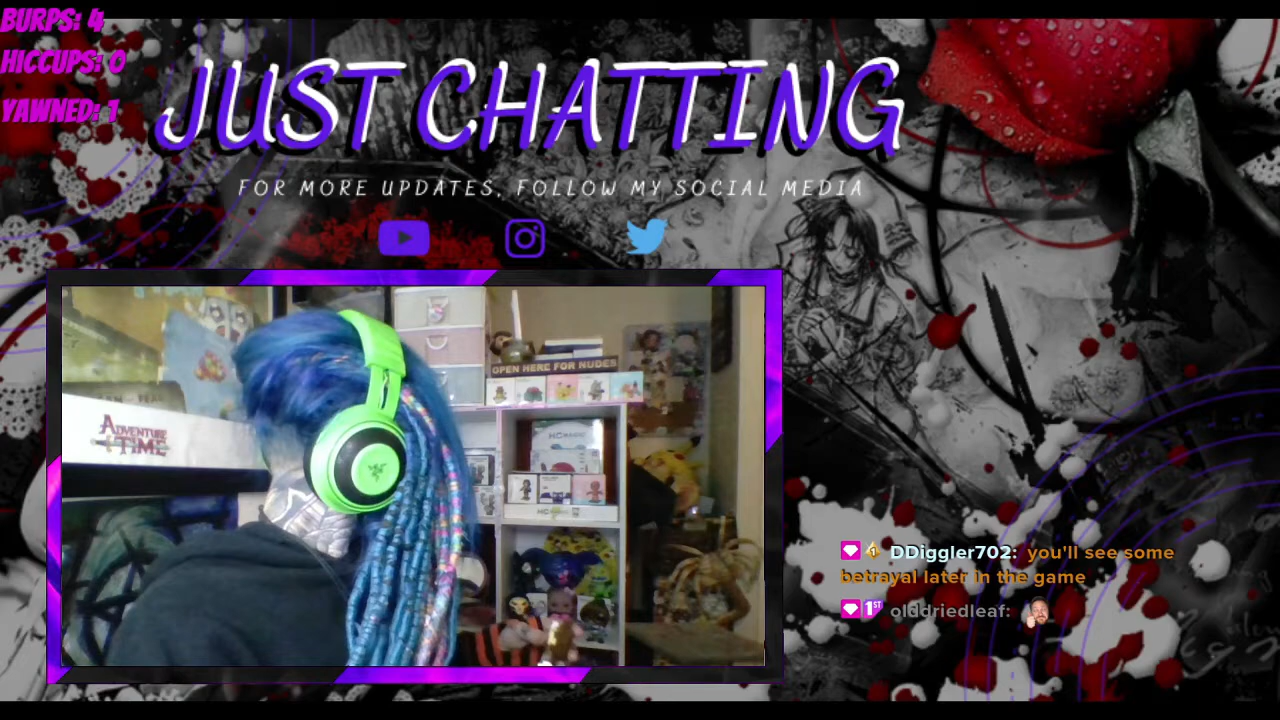 BURPS: 4
HICCUPS: 0
YAWNED: 1
JUST CHATTING
FOR MORE UPDATES, FOLLOW MY SOCIAL MEDIA
OPEN HERE FOR NUDES
ADVENTURE
TIME
DDiggler702: you'll see some
betrayal later in the game
1ST olddriedleaf: